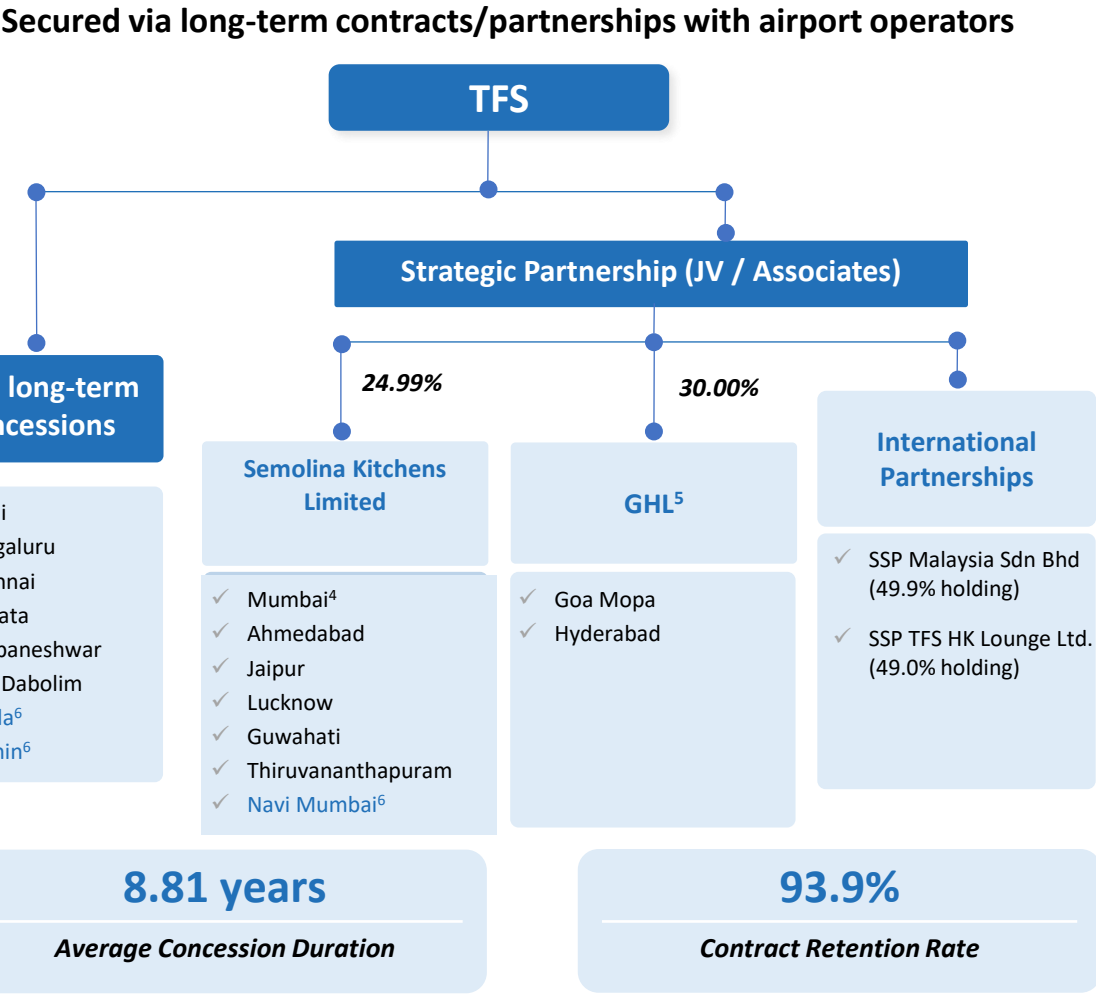 Secured via long-term contracts/partnerships with airport operators
TFS
Strategic Partnership (JV / Associates)
long-term
24.99%
30.00%
Semolina Kitchens
Limited
GHL⁵
International
Partnerships
Dabolim
Mumbai⁴
Ahmedabad
Jaipur
Lucknow
Guwahati
Thiruvananthapuram
Navi Mumbai⁶
Goa Mopa
Hyderabad
SSP Malaysia Sdn Bhd
(49.9% holding)
SSP TFS HK Lounge Ltd.
(49.0% holding)
8.81 years
Average Concession Duration
93.9%
Contract Retention Rate